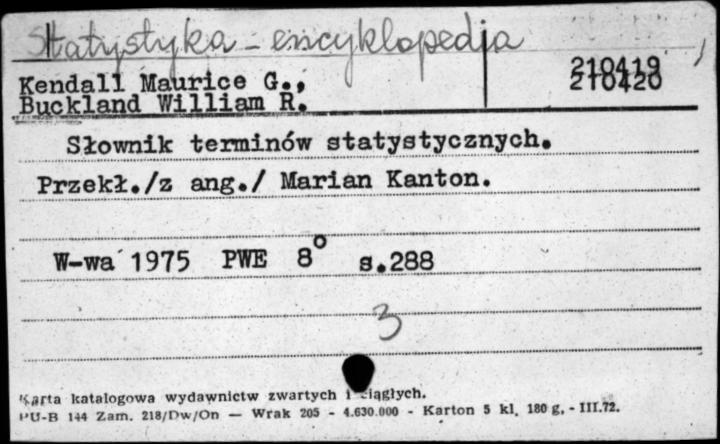 Statystyka - encyklopedja
210419
Kendall Maurice G.,
210420
Buckland William R.
Słownik terminów statystycznych.
Przekł./z ang./ Marian Kanton.
W-wa 1975 PWE 8° s.288
3
Karta katalogowa wydawnictw zwartych i ciągłych.
PU-B 144 Zam. 218/Dw/On — Wrak 205 - 4.630.000 - Karton 5 kl. 180 g. - III.72.